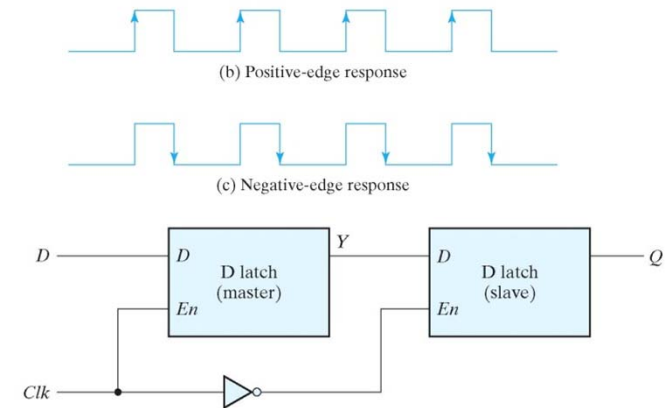 (b) Positive-edge response
(c) Negative-edge response
D
D
D latch
(master)
En
Y
D
D latch
(slave)
En
Q
Clk